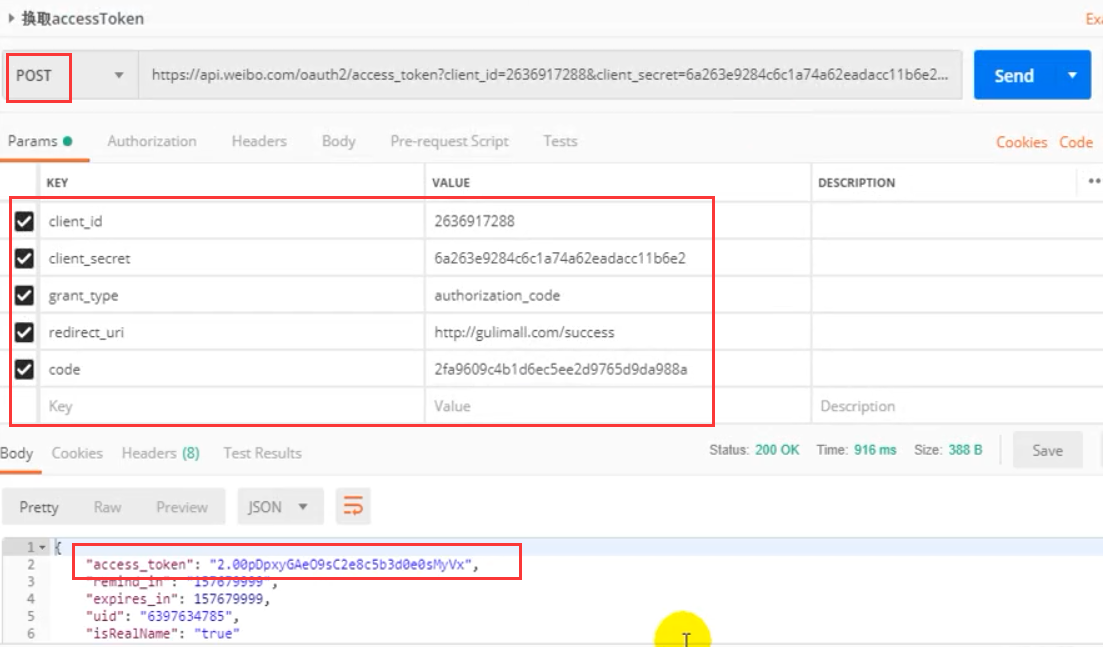 换取accessToken
Exa
POST https://api.weibo.com/oauth2/access_token?client_id=2636917288&client_secret=6a263e9284c6c1a74a62eadacc11b6e2... Send
Params Authorization Headers Body Pre-request Script Tests Cookies Code
KEY VALUE DESCRIPTION
client_id 2636917288
client_secret 6a263e9284c6c1a74a62eadacc11b6e2
grant_type authorization_code
redirect_uri http://gulimall.com/success
code 2fa9609c4b1d6ec5ee2d9765d9da988a
Key Value Description
Body Cookies Headers (8) Test Results Status: 200 OK Time: 916 ms Size: 388 B Save
Pretty Raw Preview JSON
1 {
2 "access_token": "2.00pDpxyGAeO9sC2e8c5b3d0e0sMyVx",
3 "remind_in": "157679999",
4 "expires_in": 157679999,
5 "uid": "6397634785",
6 "isRealName": "true"